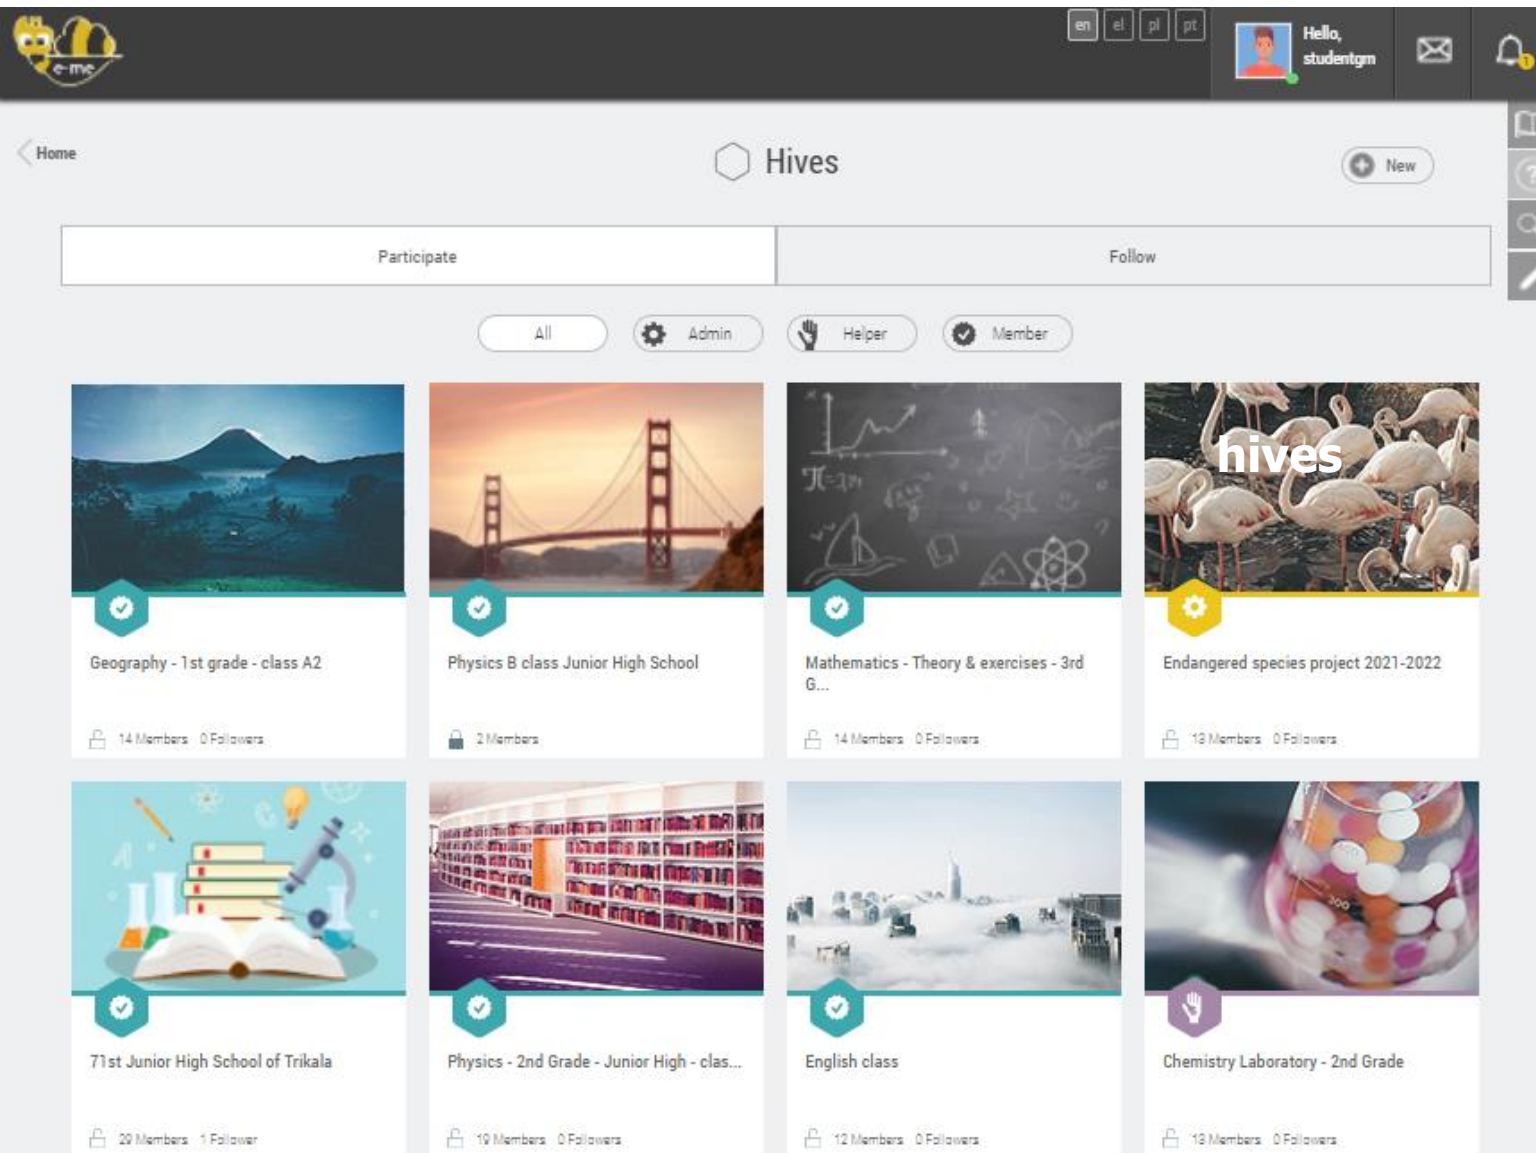 en el pl pt
Hello,
studentgm
1
e-me
Home
Hives
New
Participate
Follow
All
Admin
Helper
Member
hives
Geography - 1st grade - class A2
14 Members 0 Followers
Physics B class Junior High School
2 Members
Mathematics - Theory & exercises - 3rd
G...
14 Members 0 Followers
Endangered species project 2021-2022
13 Members 0 Followers
71st Junior High School of Trikala
29 Members 1 Follower
Physics - 2nd Grade - Junior High - clas...
19 Members 0 Followers
English class
12 Members 0 Followers
300
Chemistry Laboratory - 2nd Grade
13 Members 0 Followers